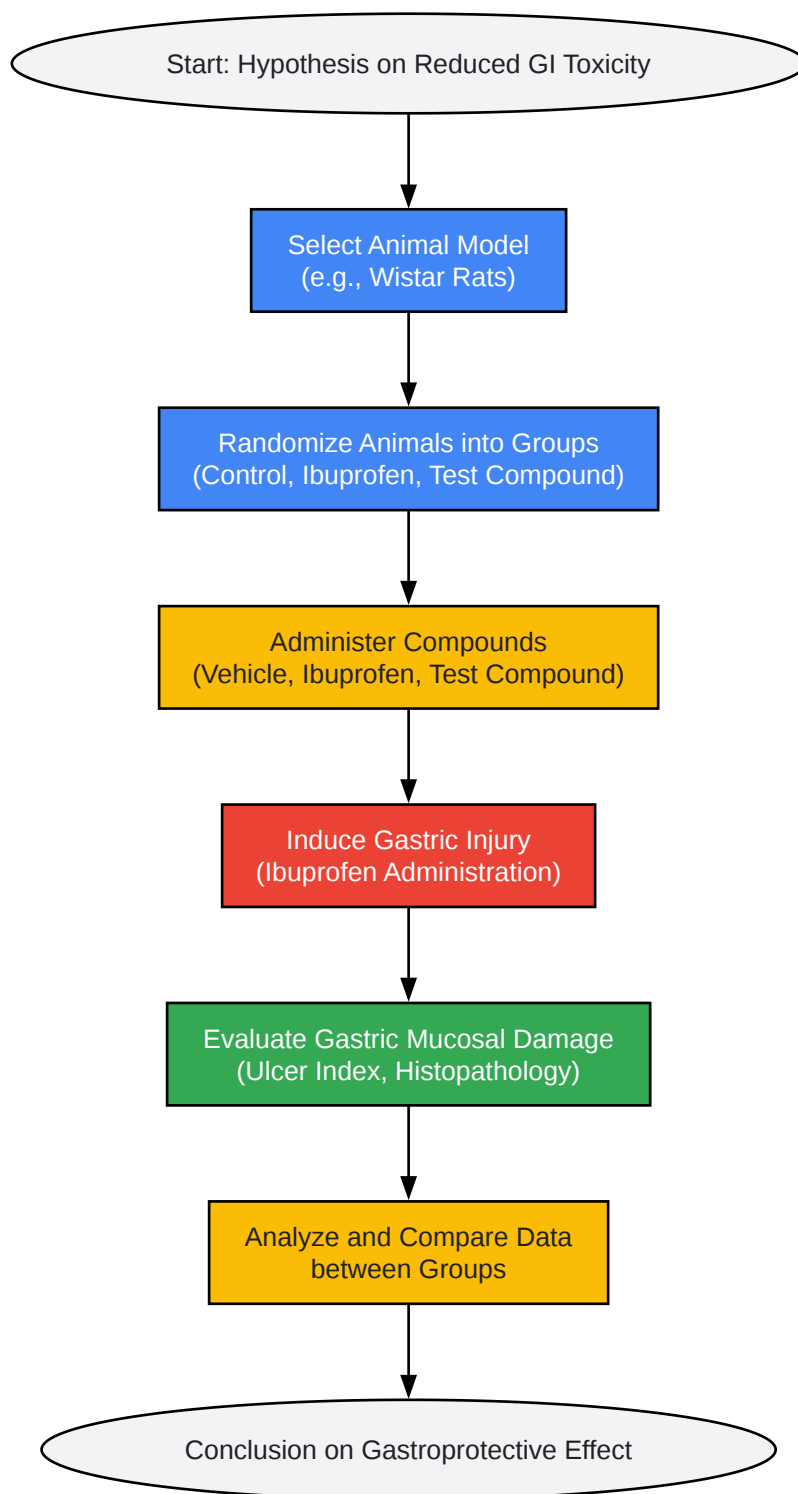 Start: Hypothesis on Reduced GI Toxicity
Select Animal Model
(e.g., Wistar Rats)
Randomize Animals into Groups
(Control, Ibuprofen, Test Compound)
Administer Compounds
(Vehicle, Ibuprofen, Test Compound)
Induce Gastric Injury
(Ibuprofen Administration)
Evaluate Gastric Mucosal Damage
(Ulcer Index, Histopathology)
Analyze and Compare Data
between Groups
Conclusion on Gastroprotective Effect